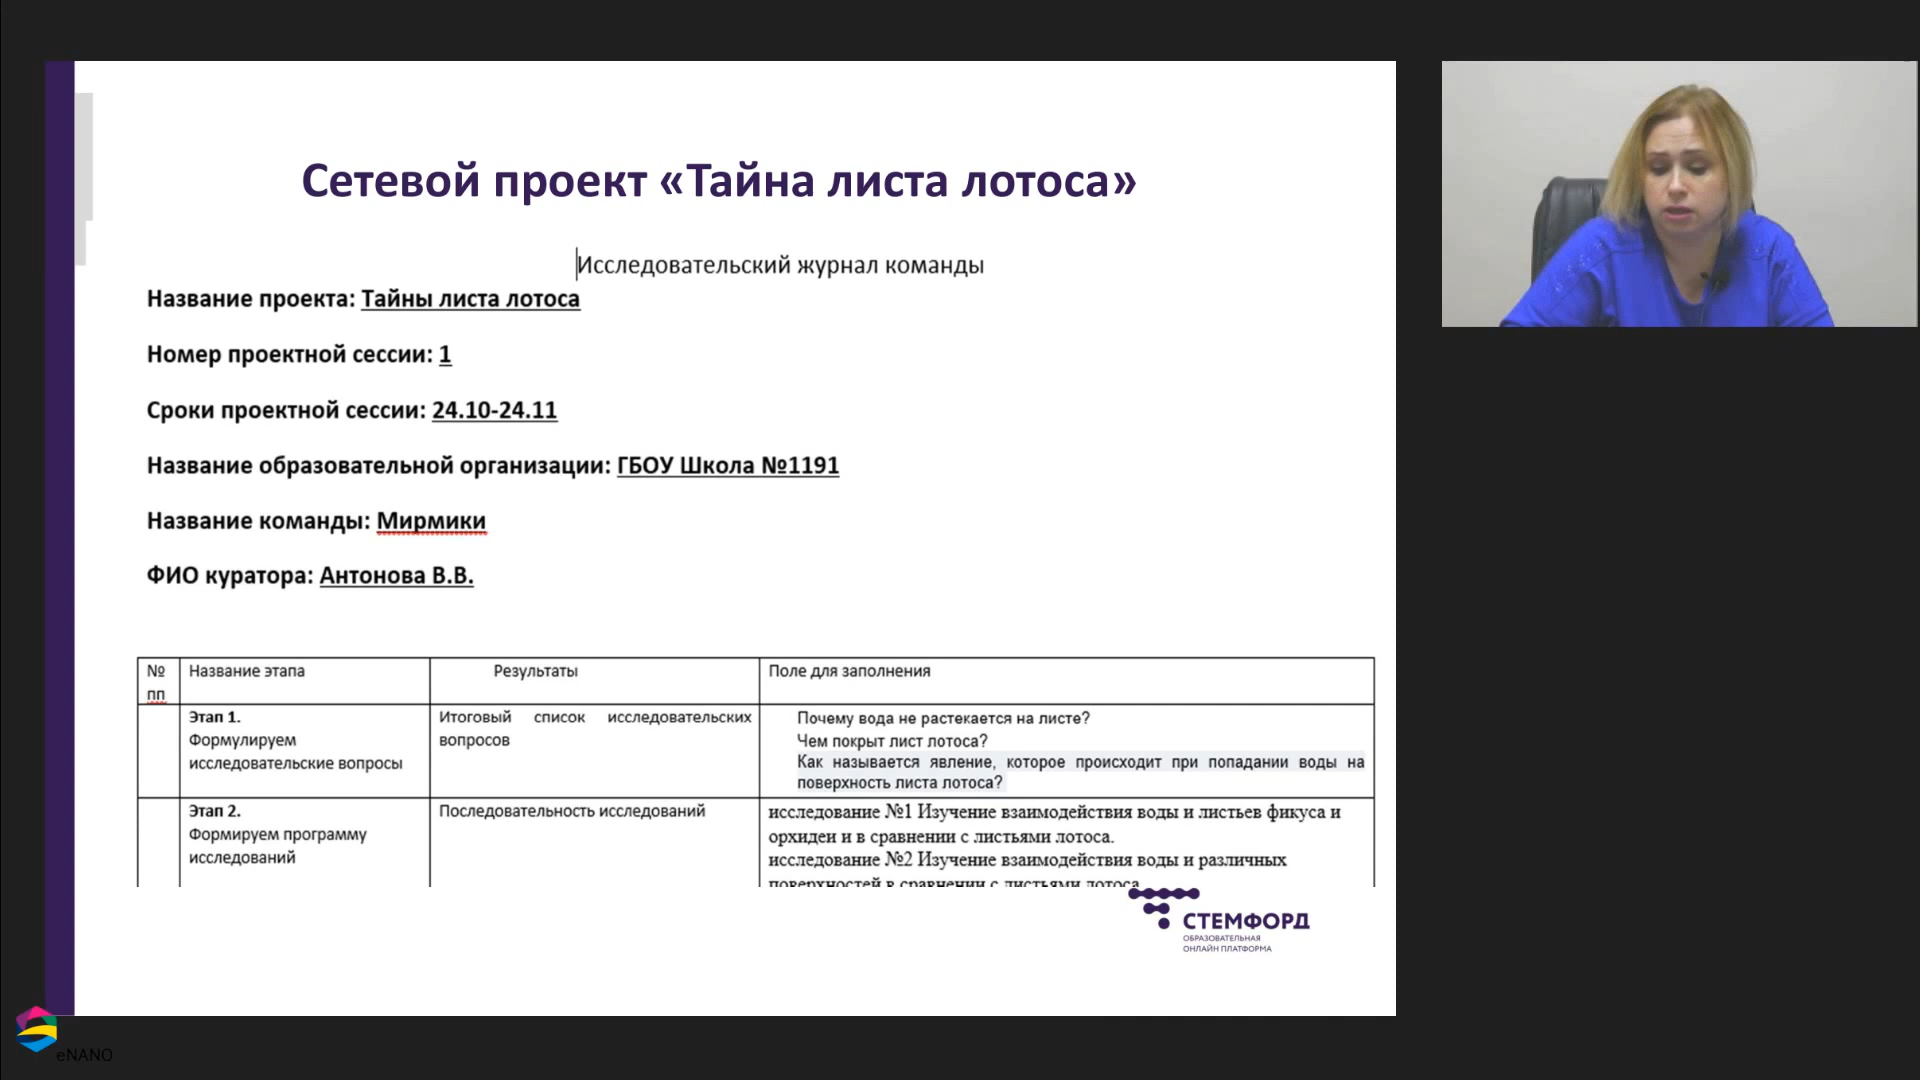 Сетевой проект «Тайна листа лотоса»
Исследовательский журнал команды
Название проекта: Тайны листа лотоса
Номер проектной сессии: 1
Сроки проектной сессии: 24.10-24.11
Название образовательной организации: ГБОУ Школа №1191
Название команды: Мирмики
ФИО куратора: Антонова В.В.
№ пп
Название этапа
Результаты
Поле для заполнения
Этап 1.
Формулируем
исследовательские вопросы
Итоговый список исследовательских
вопросов
Почему вода не растекается на листе?
Чем покрыт лист лотоса?
Как называется явление, которое происходит при попадании воды на
поверхность листа лотоса?
Этап 2.
Формируем программу
исследований
Последовательность исследований
исследование №1 Изучение взаимодействия воды и листьев фикуса и
орхидеи и в сравнении с листьями лотоса.
исследование №2 Изучение взаимодействия воды и различных
поверхностей в сравнении с листьями лотоса
СТЕМФОРД
ОБРАЗОВАТЕЛЬНАЯ
ОНЛАЙН ПЛАТФОРМА
eNANO